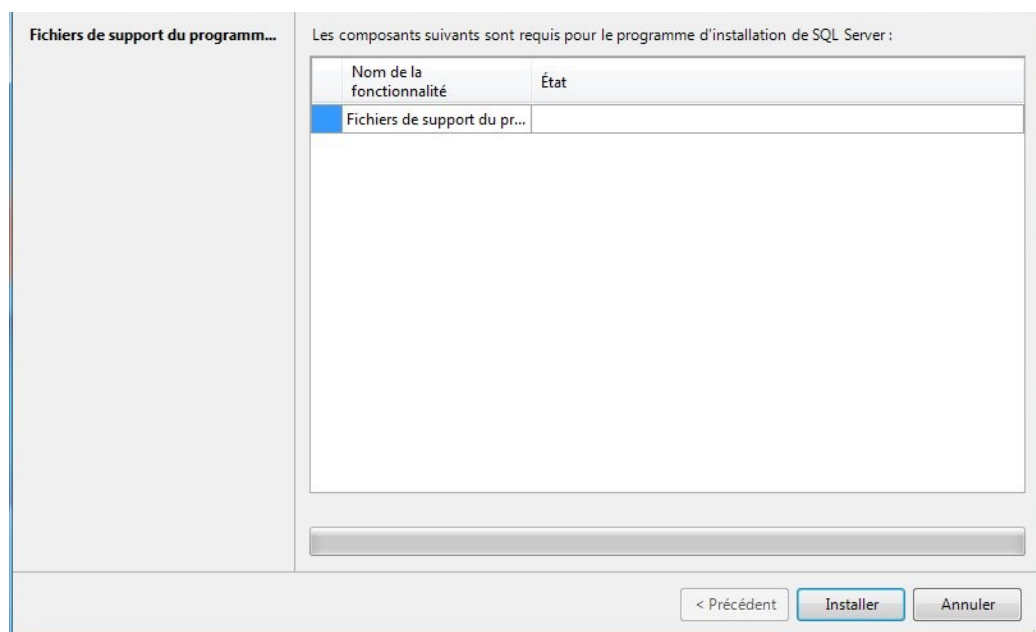 Fichiers de support du programm...
Les composants suivants sont requis pour le programme d'installation de SQL Server :
Nom de la
fonctionnalité
État
Fichiers de support du pr...
< Précédent
Installer
Annuler